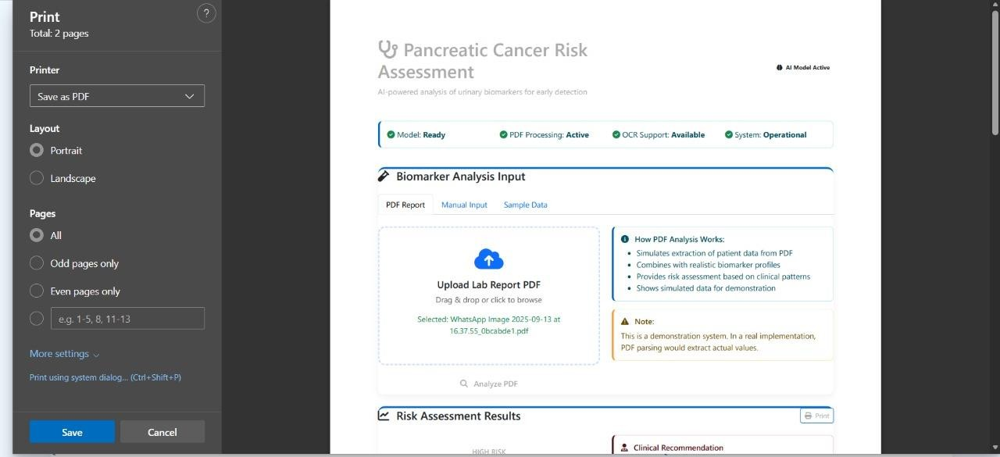 Print
?
Total: 2 pages
Printer
Save as PDF
Layout
Portrait
Landscape
Pages
All
Odd pages only
Even pages only
e.g. 1-5, 8, 11-13
More settings
Print using system dialog... (Ctrl+Shift+P)
Save
Cancel
Pancreatic Cancer Risk
Assessment
AI Model Active
AI-powered analysis of urinary biomarkers for early detection
Model: Ready
PDF Processing: Active
OCR Support: Available
System: Operational
Biomarker Analysis Input
PDF Report
Manual Input
Sample Data
Upload Lab Report PDF
Drag & drop or click to browse
Selected: WhatsApp Image 2025-09-13 at
16.37.55_0bcabde1.pdf
Analyze PDF
How PDF Analysis Works:
• Simulates extraction of patient data from PDF
• Combines with realistic biomarker profiles
• Provides risk assessment based on clinical patterns
• Shows simulated data for demonstration
Note:
This is a demonstration system. In a real implementation,
PDF parsing would extract actual values.
Risk Assessment Results
Print
HIGH RISK
Clinical Recommendation